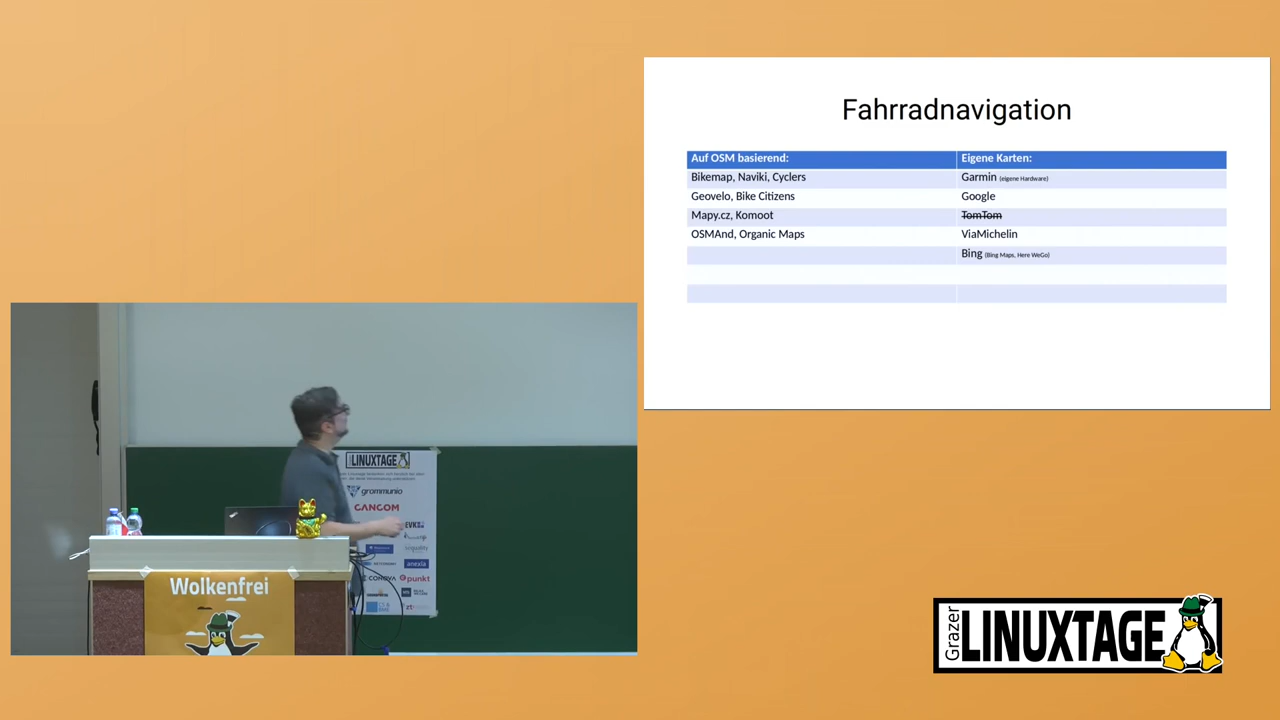 Fahrradnavigation
Auf OSM basierend: Eigene Karten:
Bikemap, Naviki, Cyclers Garmin (eigene Hardware)
Geovelo, Bike Citizens Google
Mapy.cz, Komoot TomTom
OSMAnd, Organic Maps ViaMichelin
Bing (Bing Maps, Here WeGo)
LINUXTAGE
grommunio
CANCOM
anexia
CONOVA punkt
Wolkenfrei
Grazer
LINUXTAGE